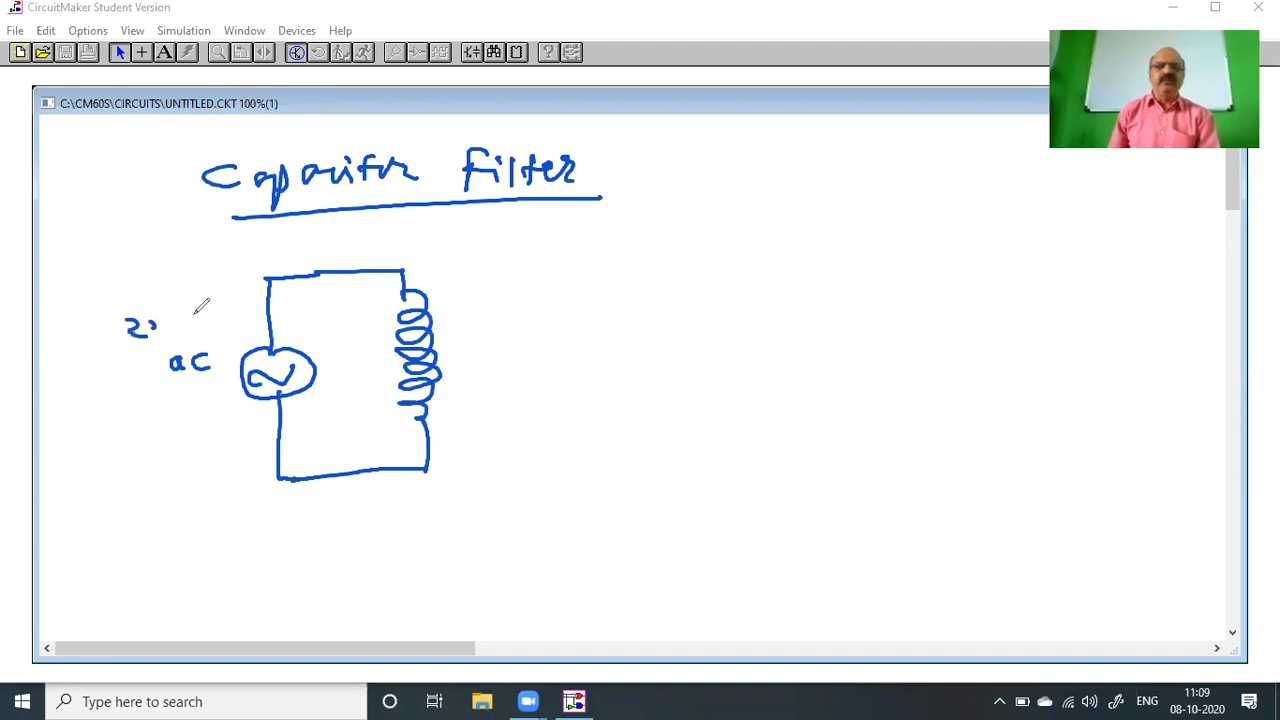 CircuitMaker Student Version
File Edit Options View Simulation Window Devices Help
C:\CM60S\CIRCUITS\UNTITLED.CKT 100%(1)
Capacitor Filter
ac
Type here to search
ENG
11:09
08-10-2020